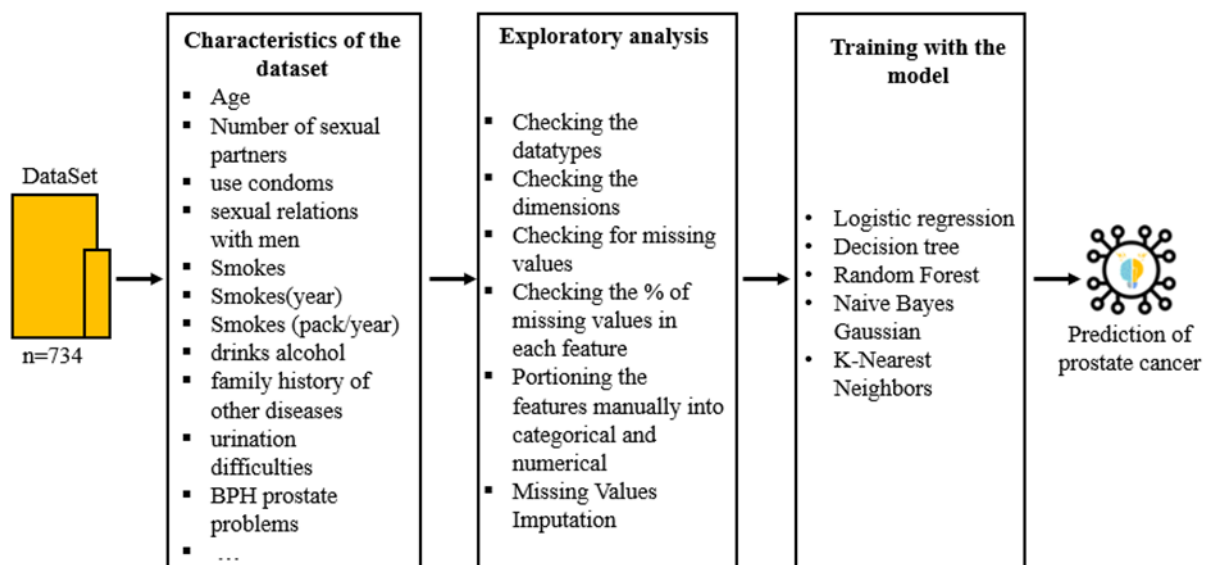 DataSet
n=734
Characteristics of the
dataset
▪ Age
▪ Number of sexual
partners
▪ use condoms
▪ sexual relations
with men
▪ Smokes
▪ Smokes(year)
▪ Smokes (pack/year)
▪ drinks alcohol
▪ family history of
other diseases
▪ urination
difficulties
▪ BPH prostate
problems
▪ ...
Exploratory analysis
▪ Checking the
datatypes
▪ Checking the
dimensions
▪ Checking for missing
values
▪ Checking the % of
missing values in
each feature
▪ Portioning the
features manually into
categorical and
numerical
▪ Missing Values
Imputation
Training with the
model
• Logistic regression
• Decision tree
• Random Forest
• Naive Bayes
Gaussian
• K-Nearest
Neighbors
Prediction of
prostate cancer